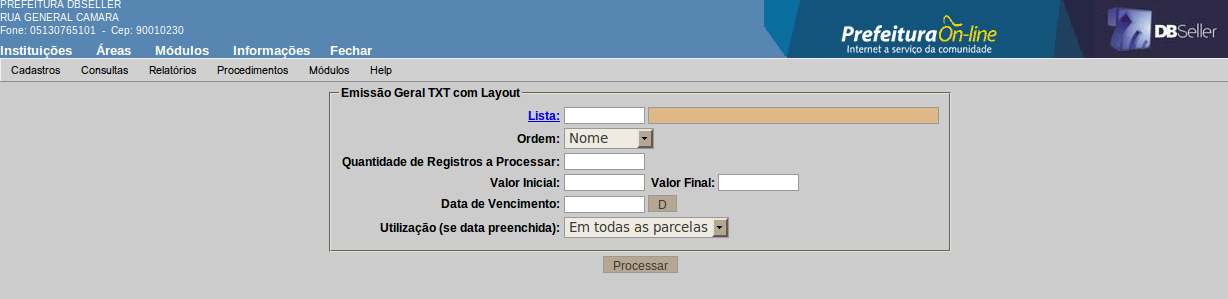 PREFEITURA DBSELLER
RUA GENERAL CAMARA
Fone: 05130765101 - Cep: 90010230
Instituições Áreas Módulos Informações Fechar
PrefeituraOn-line
Internet a serviço da comunidade
DBSeller
Cadastros Consultas Relatórios Procedimentos Módulos Help
Emissão Geral TXT com Layout
Lista:
Ordem: Nome
Quantidade de Registros a Processar:
Valor Inicial: Valor Final:
Data de Vencimento: D
Utilização (se data preenchida): Em todas as parcelas
Processar